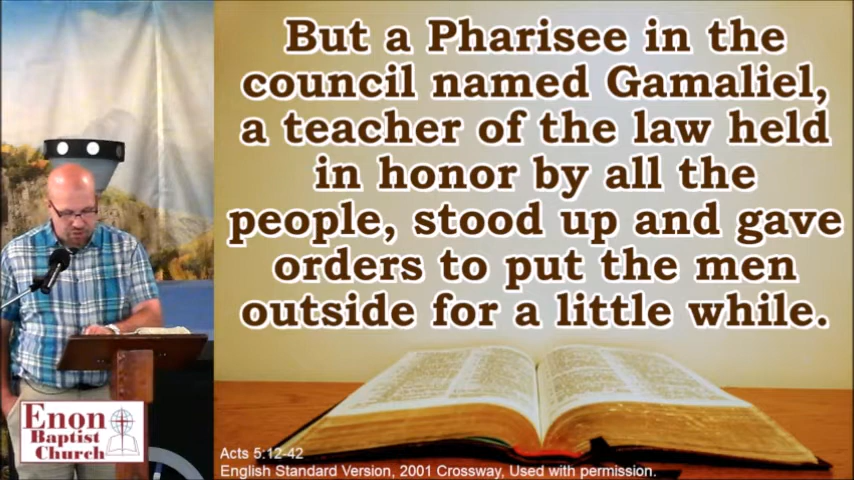 But a Pharisee in the
council named Gamaliel,
a teacher of the law held
in honor by all the
people, stood up and gave
orders to put the men
outside for a little while.
Enon
Baptist
Church
Acts 5:12-42
English Standard Version, 2001 Crossway, Used with permission.